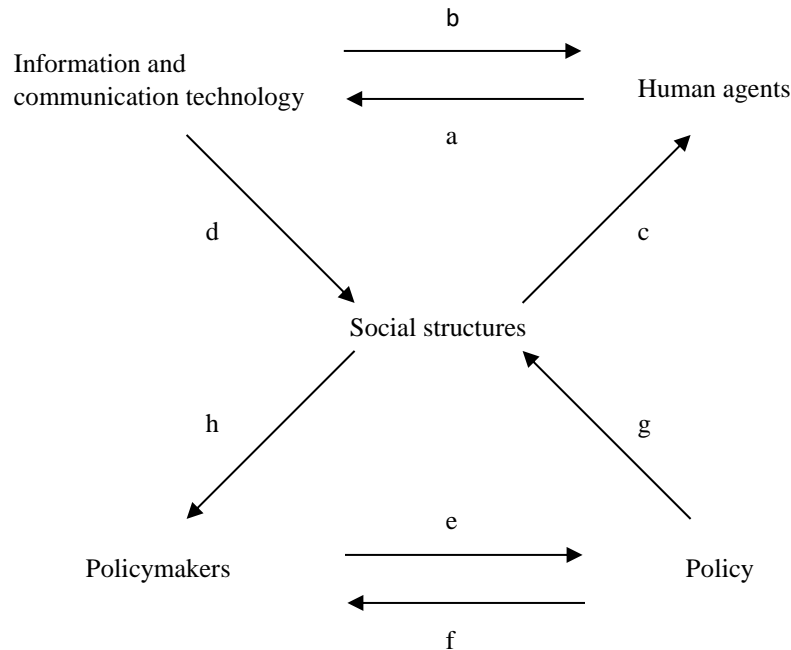 b
Information and
communication technology
Human agents
a
d
c
Social structures
h
g
e
Policymakers
Policy
f